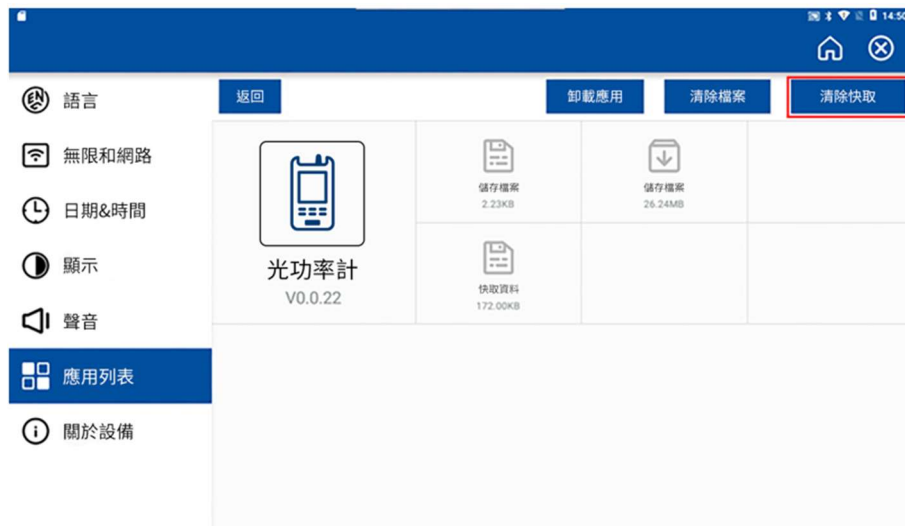 14:50
語言
無限和網路
日期&時間
顯示
聲音
應用列表
關於設備
返回
卸載應用
清除檔案
清除快取
光功率計
V0.0.22
儲存檔案
2.23KB
儲存檔案
26.24MB
快取資料
172.00KB